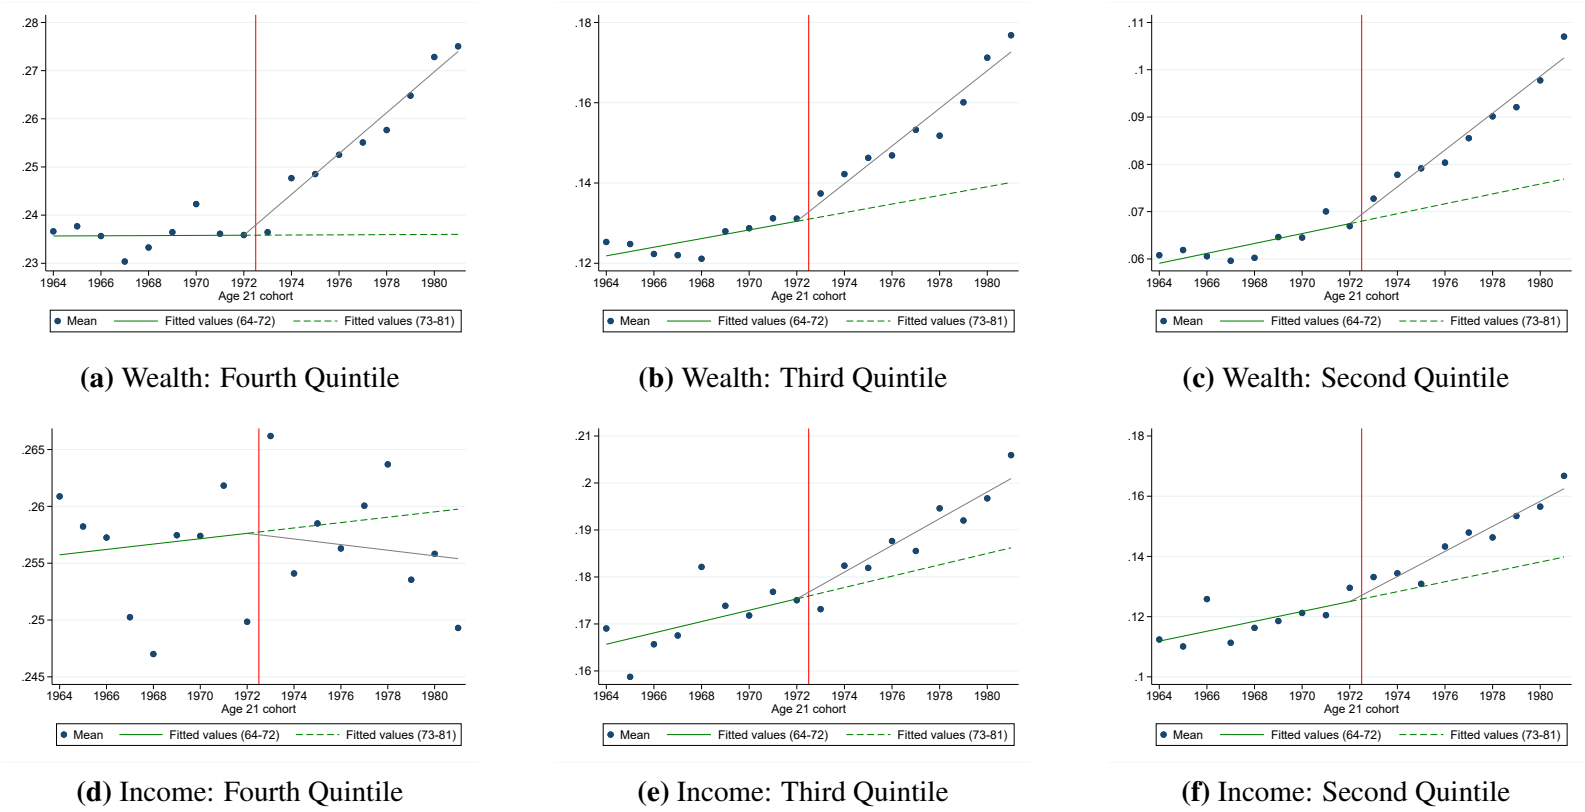 .28
.27
.26
.25
.24
.23
1964 1966 1968 1970 1972 1974 1976 1978 1980
Age 21 cohort
Mean Fitted values (64-72) Fitted values (73-81)
(a) Wealth: Fourth Quintile
.18
.16
.14
.12
1964 1966 1968 1970 1972 1974 1976 1978 1980
Age 21 cohort
Mean Fitted values (64-72) Fitted values (73-81)
(b) Wealth: Third Quintile
.11
.1
.09
.08
.07
.06
1964 1966 1968 1970 1972 1974 1976 1978 1980
Age 21 cohort
Mean Fitted values (64-72) Fitted values (73-81)
(c) Wealth: Second Quintile
.265
.26
.255
.25
.245
1964 1966 1968 1970 1972 1974 1976 1978 1980
Age 21 cohort
Mean Fitted values (64-72) Fitted values (73-81)
(d) Income: Fourth Quintile
.21
.2
.19
.18
.17
.16
1964 1966 1968 1970 1972 1974 1976 1978 1980
Age 21 cohort
Mean Fitted values (64-72) Fitted values (73-81)
(e) Income: Third Quintile
.18
.16
.14
.12
.1
1964 1966 1968 1970 1972 1974 1976 1978 1980
Age 21 cohort
Mean Fitted values (64-72) Fitted values (73-81)
(f) Income: Second Quintile